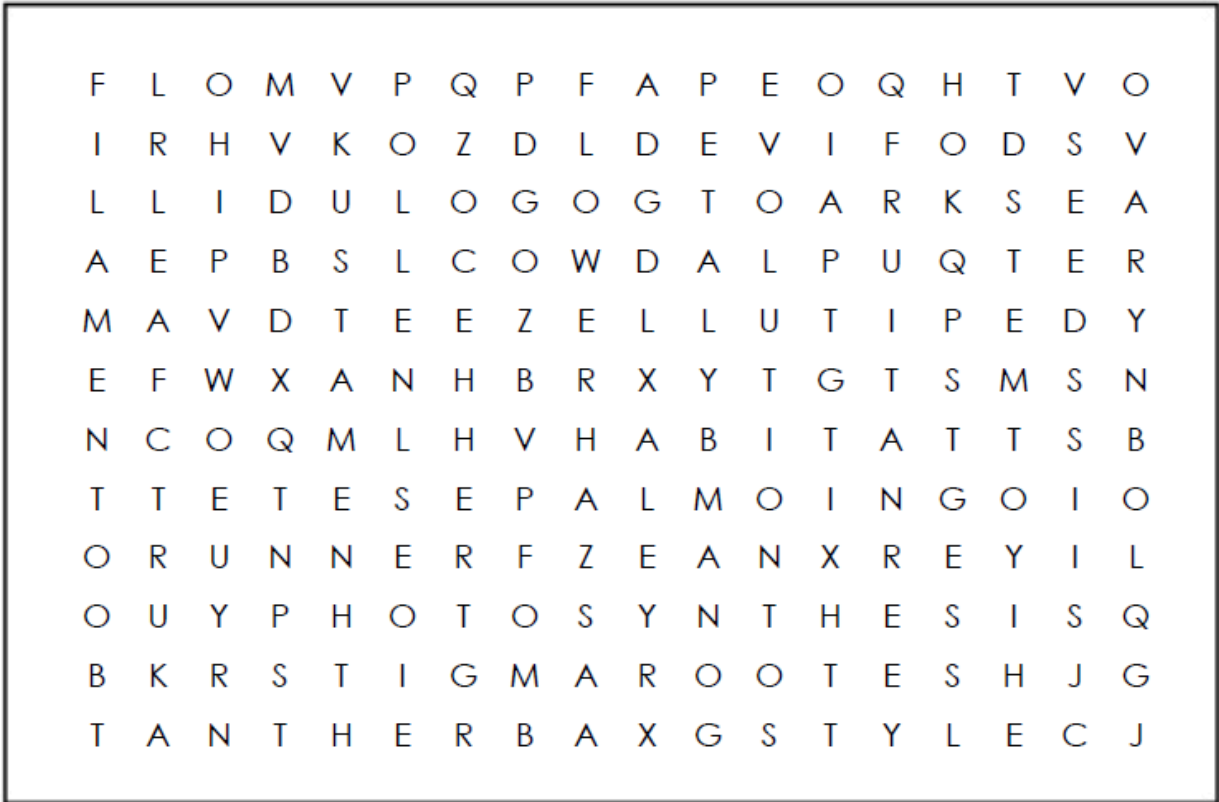 F L O M V P Q P F A P E O Q H T V O
I R H V K O Z D L D E V I F O D S V
L L I D U L O G O G T O A R K S E A
A E P B S L C O W D A L P U Q T E R
M A V D T E E Z E L L U T I P E D Y
E F W X A N H B R X Y T G T S M S N
N C O Q M L H V H A B I T A T T S B
T T E T E S E P A L M O I N G O I O
O R U N N E R F Z E A N X R E Y I L
O U Y P H O T O S Y N T H E S I S Q
B K R S T I G M A R O O T E S H J G
T A N T H E R B A X G S T Y L E C J